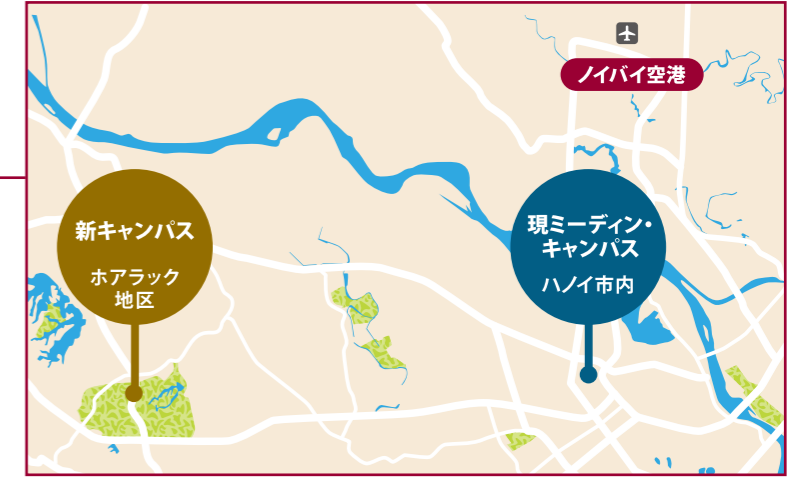 ノイバイ空港
新キャンパス
ホアラック
地区
現ミーディン・
キャンパス
ハノイ市内